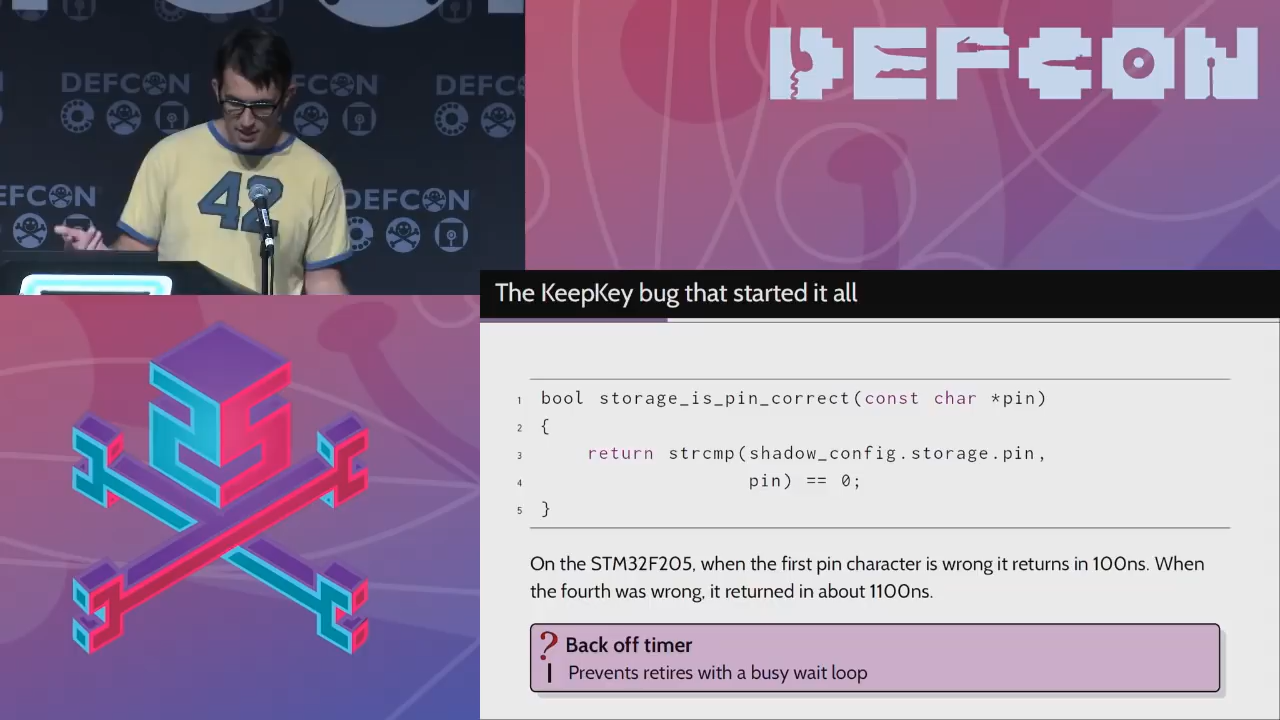 DEFCON
DEFCON
DEFCON
DEFCON
DEFCON
42
DEFCON
The KeepKey bug that started it all
1 bool storage_is_pin_correct(const char *pin)
2 {
3 return strcmp(shadow_config.storage.pin,
4 pin) == 0;
5 }
On the STM32F205, when the first pin character is wrong it returns in 100ns. When
the fourth was wrong, it returned in about 1100ns.
? Back off timer
Prevents retires with a busy wait loop